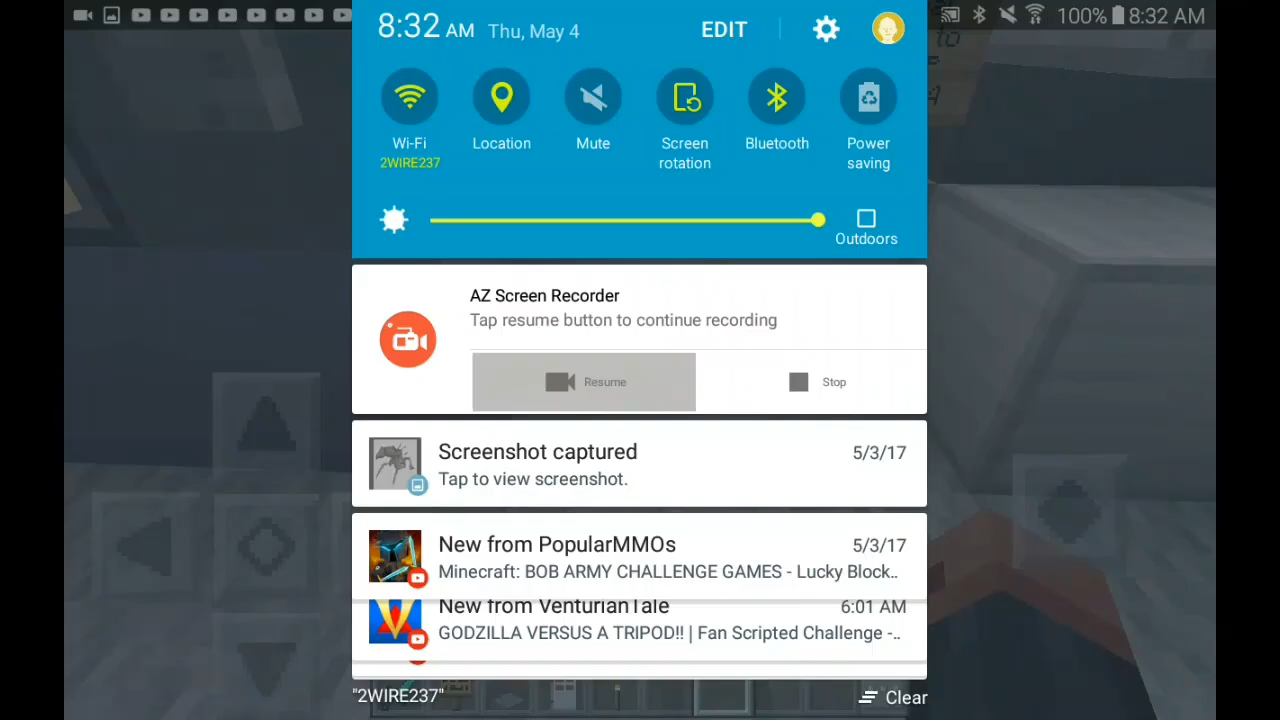 8:32 AM Thu, May 4 EDIT
100% 8:32 AM
to
Wi-Fi
2WIRE237
Location
Mute
Screen
rotation
Bluetooth
Power
saving
Outdoors
AZ Screen Recorder
Tap resume button to continue recording
Resume
Stop
Screenshot captured 5/3/17
Tap to view screenshot.
New from PopularMMOs 5/3/17
Minecraft: BOB ARMY CHALLENGE GAMES - Lucky Block..
New from VenturianTale 6:01 AM
GODZILLA VERSUS A TRIPOD!! | Fan Scripted Challenge -..
"2WIRE237"
Clear